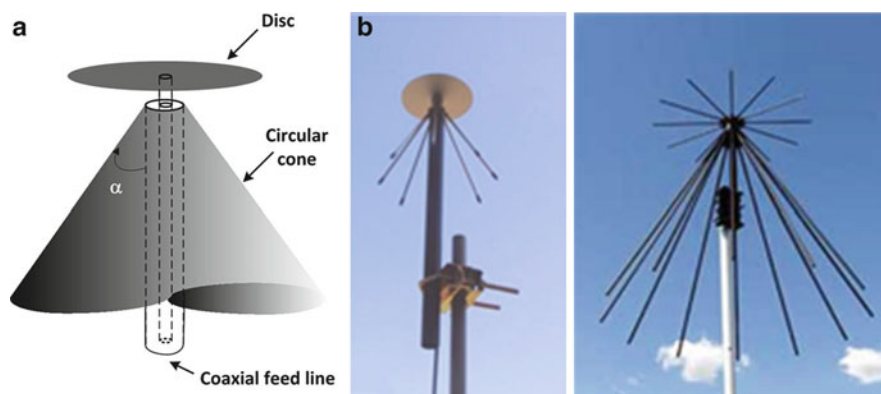 a
Disc
Circular
cone
α
Coaxial feed line
b